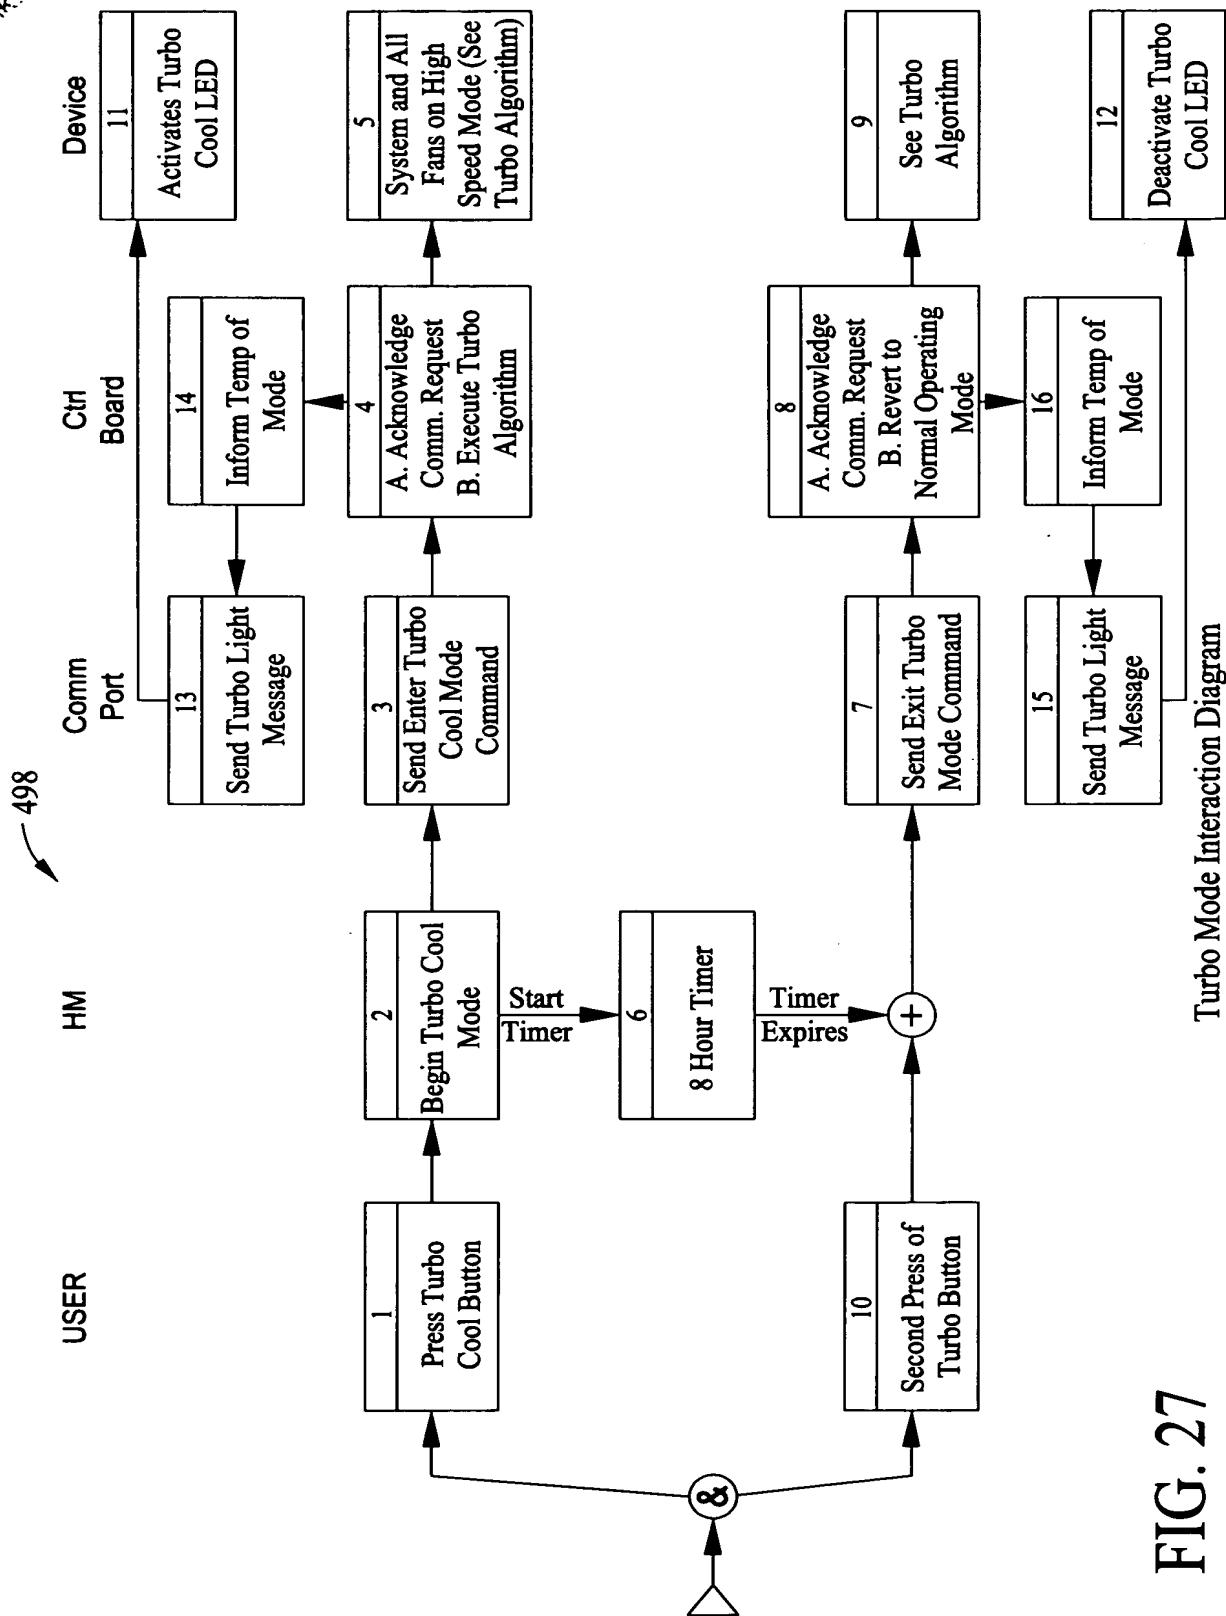 498
USER
HM
Comm
Port
Ctrl
Board
Device
11
Activates Turbo
Cool LED
13
Send Turbo Light
Message
14
Inform Temp of
Mode
1
Press Turbo
Cool Button
2
Begin Turbo Cool
Mode
3
Send Enter Turbo
Cool Mode
Command
4
A. Acknowledge
Comm. Request
B. Execute Turbo
Algorithm
5
System and All
Fans on High
Speed Mode (See
Turbo Algorithm)
Start
Timer
6
8 Hour Timer
Timer
Expires
&
+
10
Second Press of
Turbo Button
7
Send Exit Turbo
Mode Command
8
A. Acknowledge
Comm. Request
B. Revert to
Normal Operating
Mode
9
See Turbo
Algorithm
15
Send Turbo Light
Message
16
Inform Temp of
Mode
12
Deactivate Turbo
Cool LED
Turbo Mode Interaction Diagram
FIG. 27